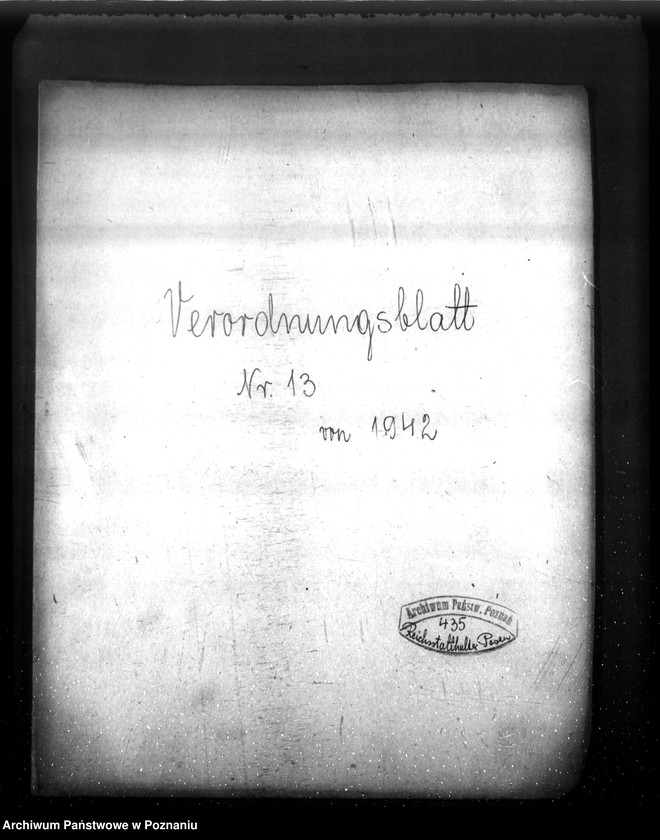 Verordnungsblatt
Nr. 13
von 1942
Archiwum Państw. Poznań
435
Reichsstatthalter Posen
Archiwum Państwowe w Poznaniu